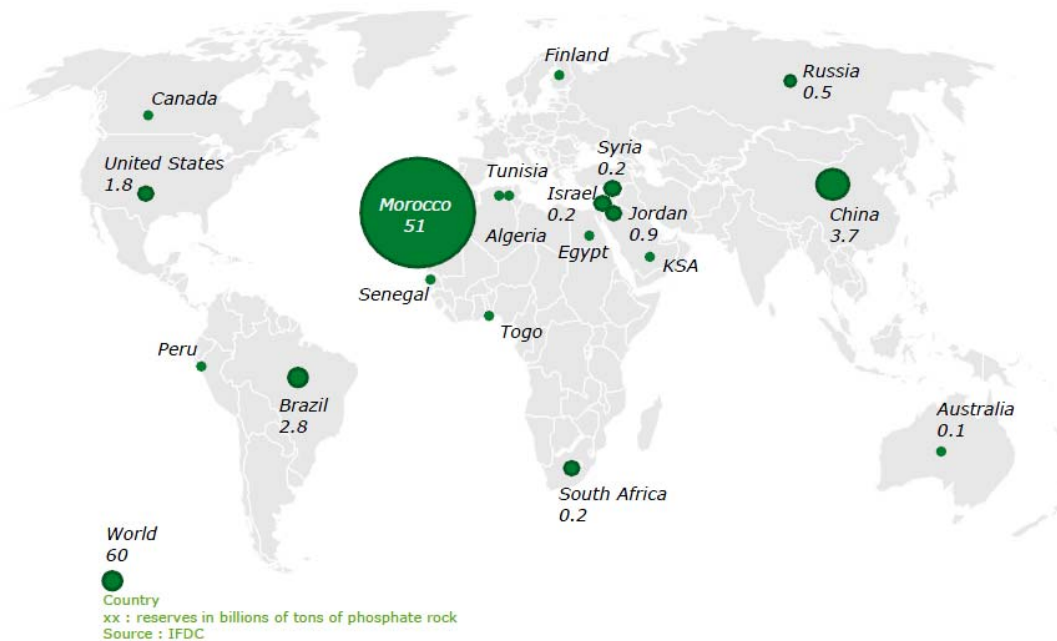 Finland
Russia
0.5
Canada
United States
1.8
Syria
0.2
Tunisia
Israel
0.2
Morocco
51
Jordan
0.9
China
3.7
Algeria
Egypt
KSA
Senegal
Togo
Peru
Brazil
2.8
Australia
0.1
South Africa
0.2
World
60
Country
xx : reserves in billions of tons of phosphate rock
Source : IFDC